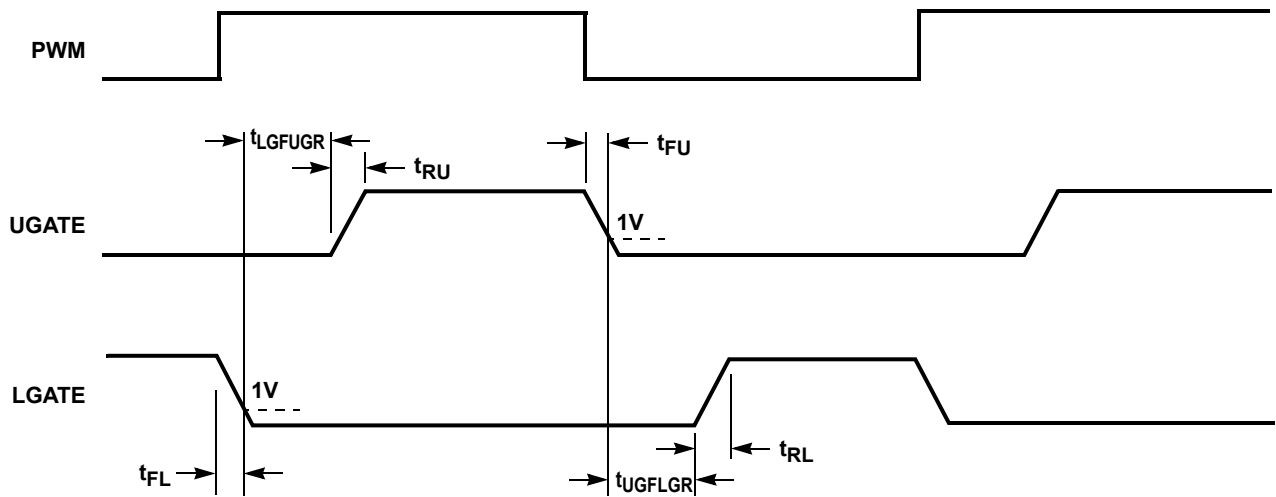 PWM
tLGFUGR
tRU
tFU
UGATE
1V
LGATE
1V
tFL
tUGFLGR
tRL